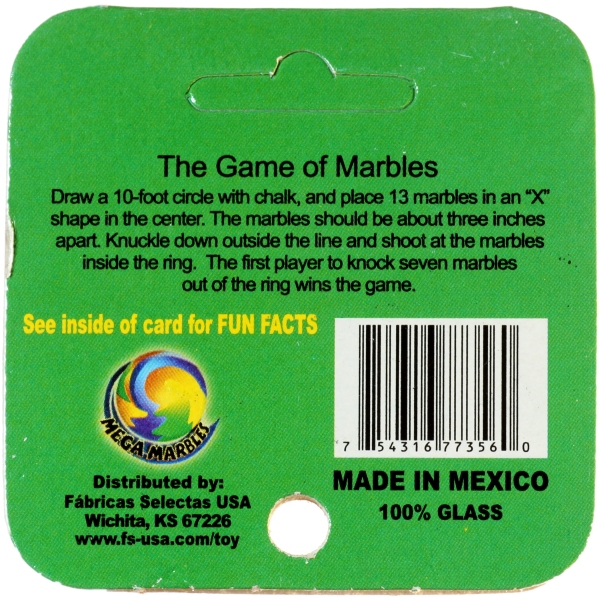 The Game of Marbles
Draw a 10-foot circle with chalk, and place 13 marbles in an “X”
shape in the center. The marbles should be about three inches
apart. Knuckle down outside the line and shoot at the marbles
inside the ring. The first player to knock seven marbles
out of the ring wins the game.
See inside of card for FUN FACTS
MEGA MARBLES
Distributed by:
Fábricas Selectas USA
Wichita, KS 67226
www.fs-usa.com/toy
7 54316 77356 0
MADE IN MEXICO
100% GLASS